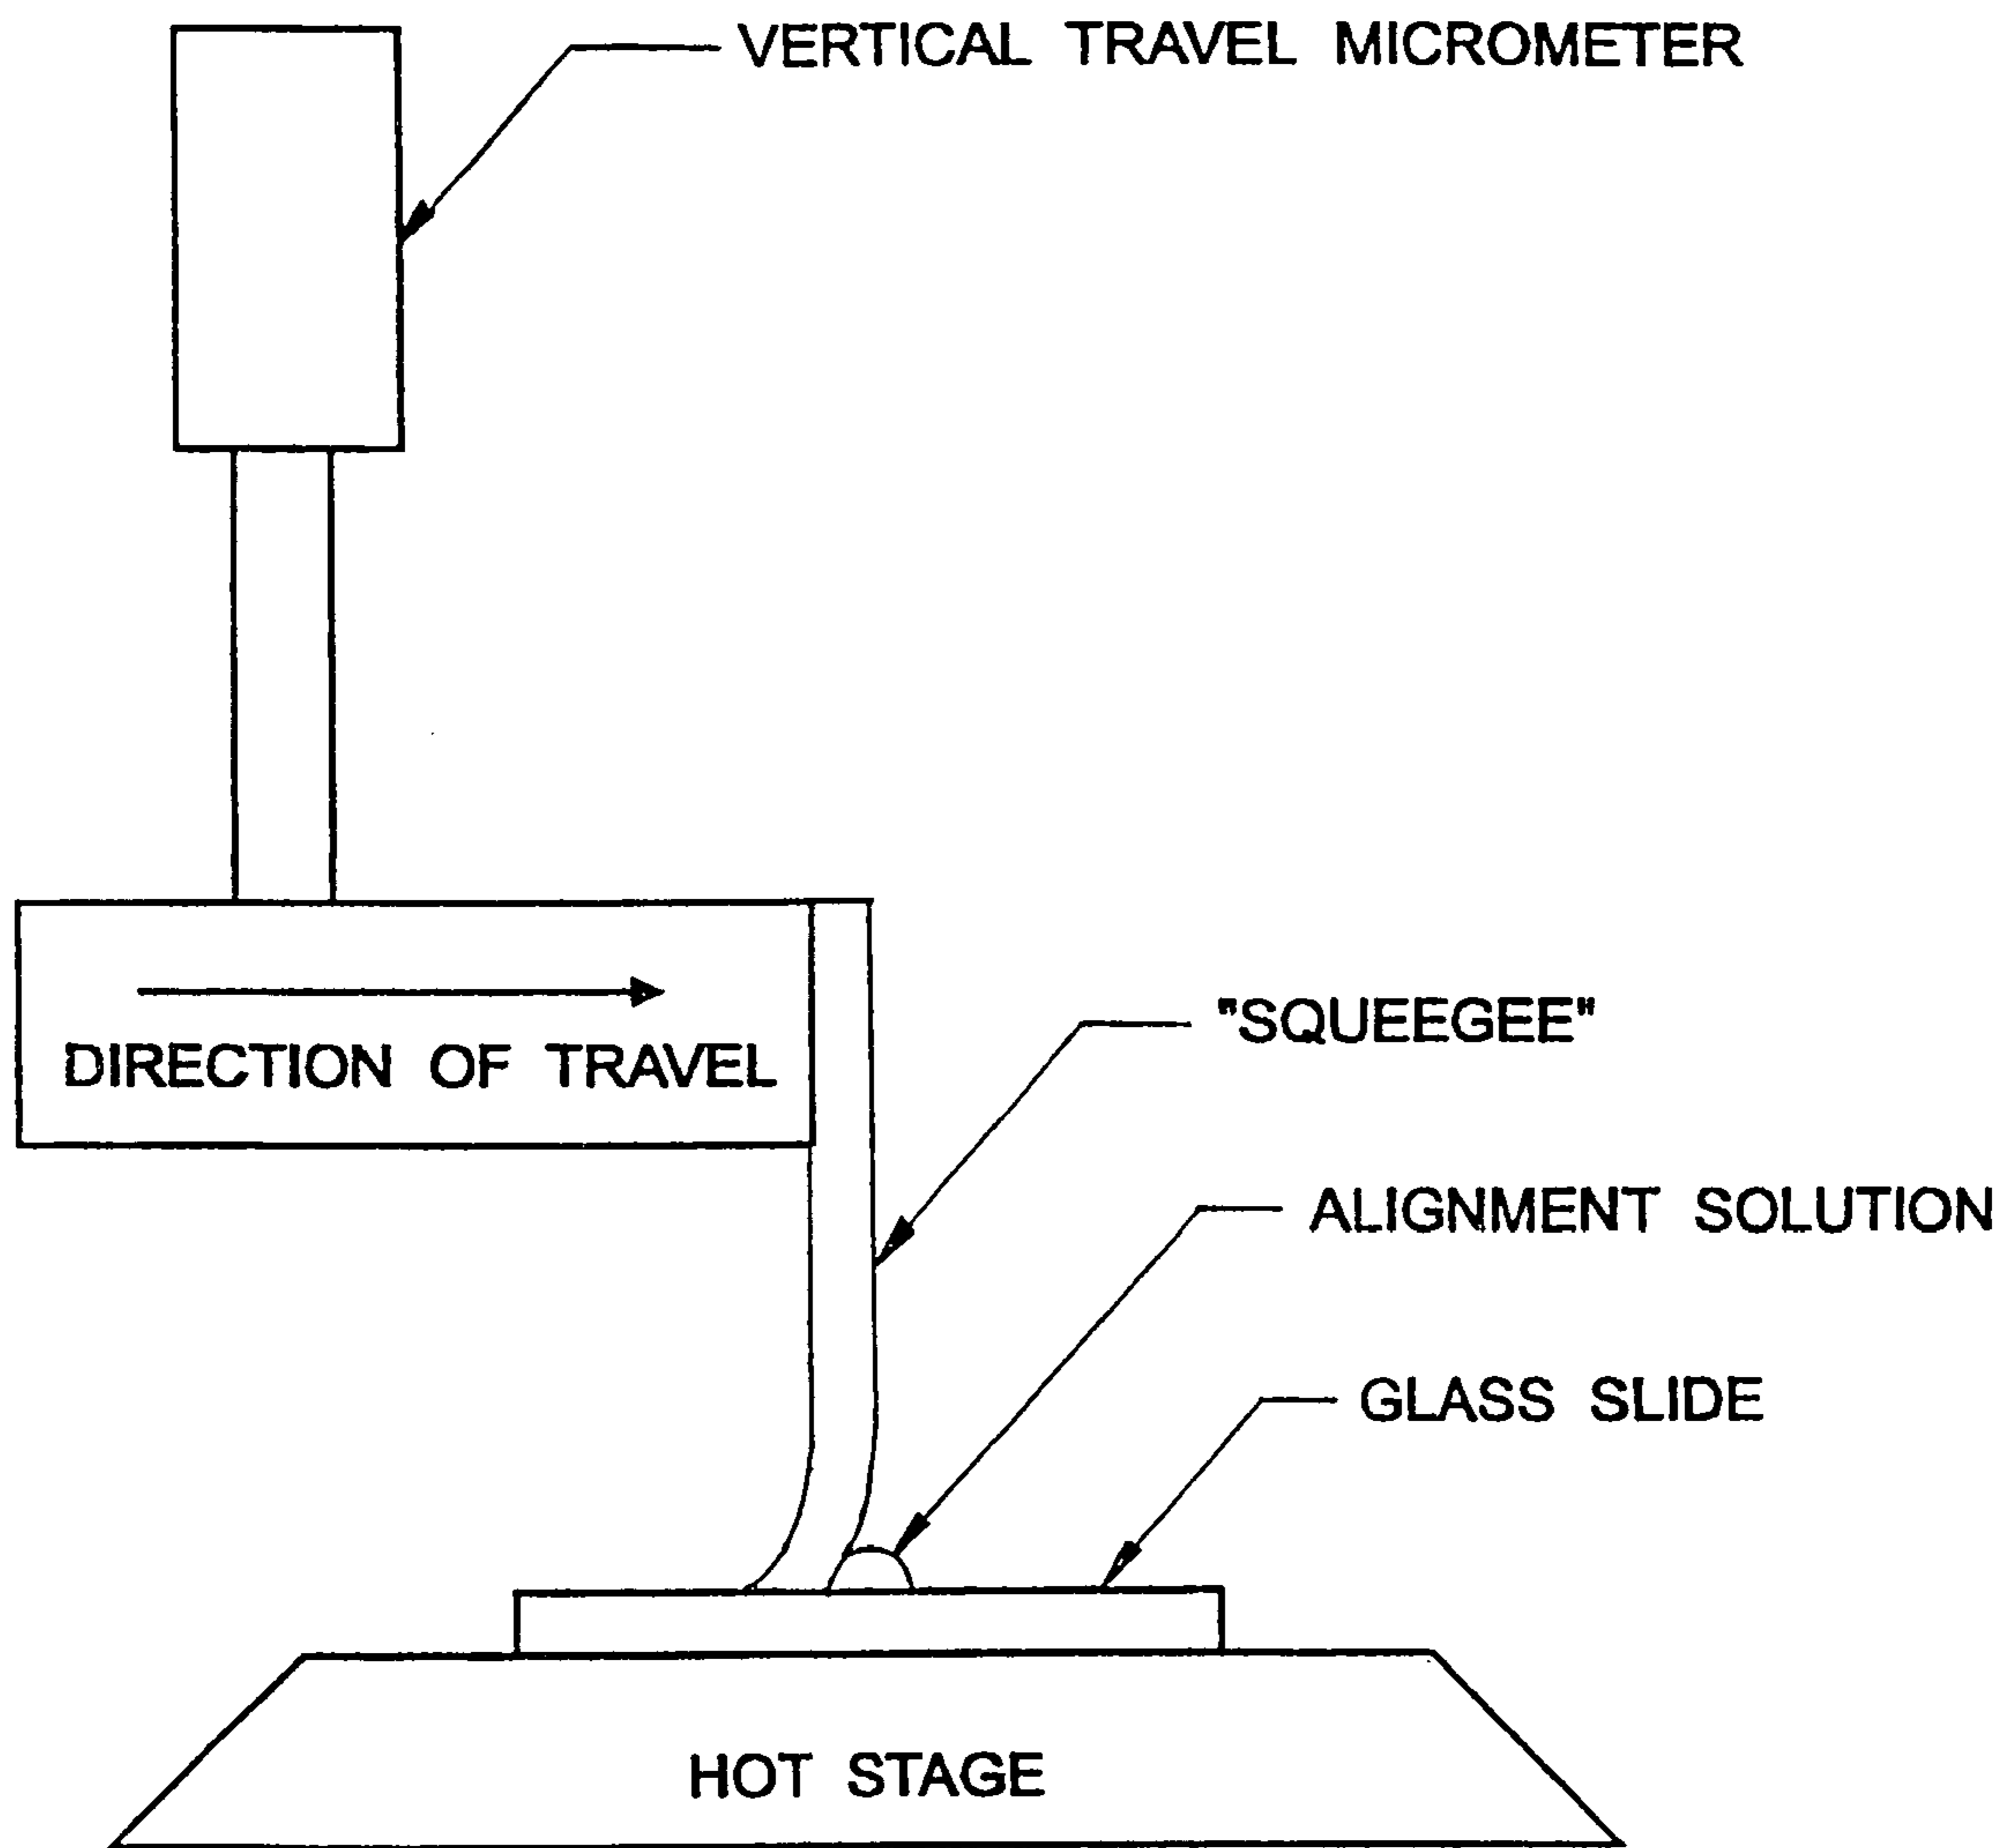 VERTICAL TRAVEL MICROMETER
DIRECTION OF TRAVEL
"SQUEEGEE"
ALIGNMENT SOLUTION
GLASS SLIDE
HOT STAGE